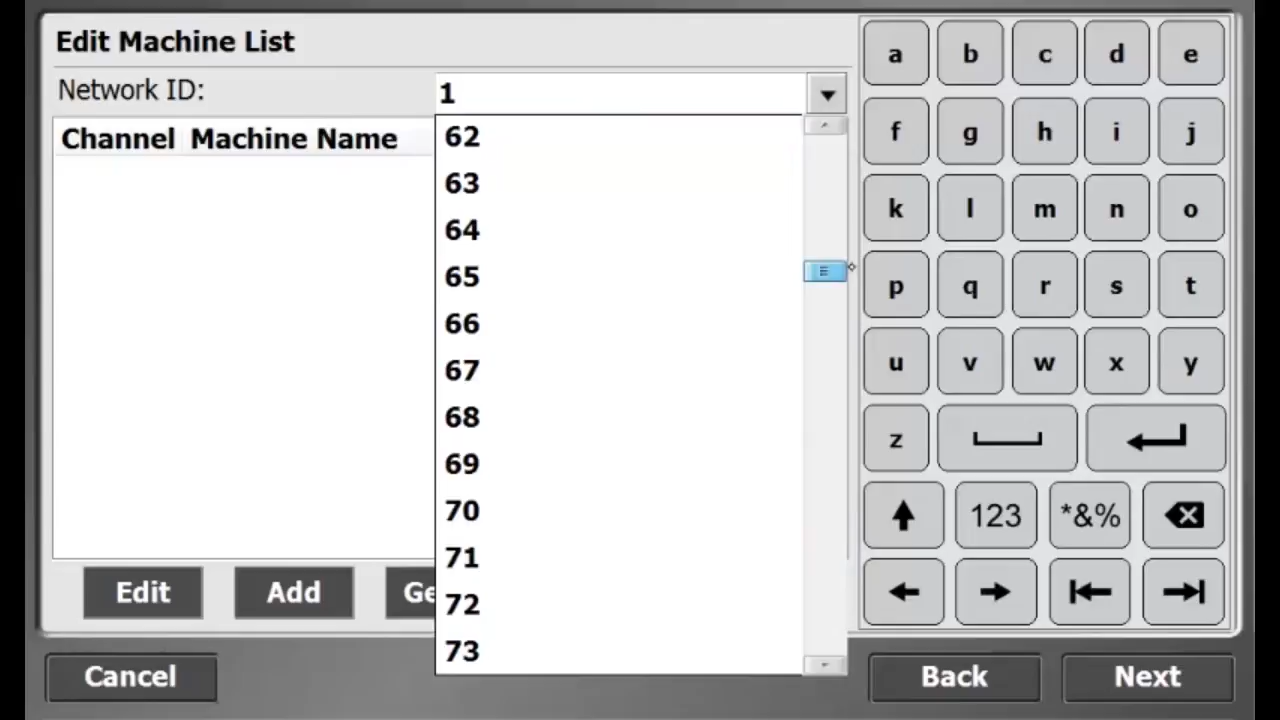 Edit Machine List
Network ID: 1
Channel Machine Name
62
63
64
65
66
67
68
69
70
71
72
73
Edit Add Ge
Cancel Back Next
a b c d e
f g h i j
k l m n o
p q r s t
u v w x y
z
123 *&%